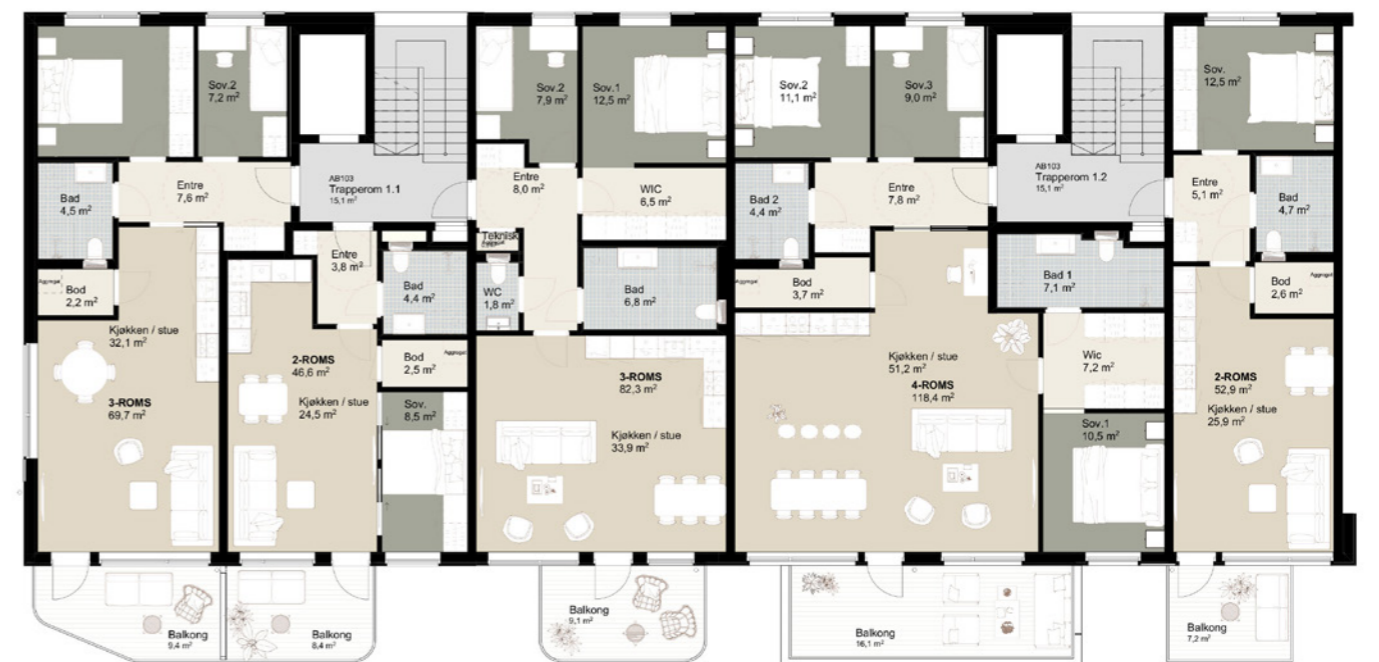 Sov.2
7,2 m²
Bad
4,5 m²
Entre
7,6 m²
Bod
2,2 m²
Aggregat
Kjøkken / stue
32,1 m²
3-ROMS
69,7 m²
Balkong
9,4 m²
AB103
Trapperom 1.1
15,1 m²
Entre
3,8 m²
Bad
4,4 m²
2-ROMS
46,6 m²
Kjøkken / stue
24,5 m²
Bod
2,5 m²
Aggregat
Sov.
8,5 m²
Balkong
8,4 m²
Sov.2
7,9 m²
Sov.1
12,5 m²
Entre
8,0 m²
WIC
6,5 m²
Teknisk
Aggregat
WC
1,8 m²
Bad
6,8 m²
3-ROMS
82,3 m²
Kjøkken / stue
33,9 m²
Balkong
9,1 m²
Sov.2
11,1 m²
Sov.3
9,0 m²
Bad 2
4,4 m²
Entre
7,8 m²
Bod
3,7 m²
Aggregat
Bad 1
7,1 m²
Kjøkken / stue
51,2 m²
4-ROMS
118,4 m²
Wic
7,2 m²
Sov.1
10,5 m²
Balkong
16,1 m²
AB103
Trapperom 1.2
15,1 m²
Sov.
12,5 m²
Entre
5,1 m²
Bad
4,7 m²
Bod
2,6 m²
Aggregat
2-ROMS
52,9 m²
Kjøkken / stue
25,9 m²
Balkong
7,2 m²